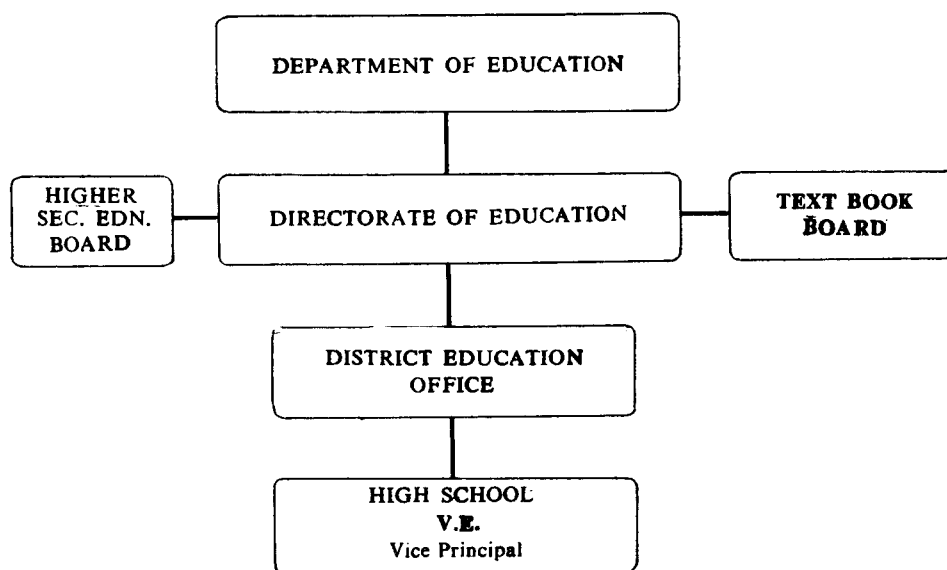 DEPARTMENT OF EDUCATION
HIGHER
SEC. EDN.
BOARD
DIRECTORATE OF EDUCATION
TEXT BOOK
BOARD
DISTRICT EDUCATION
OFFICE
HIGH SCHOOL
V.E.
Vice Principal